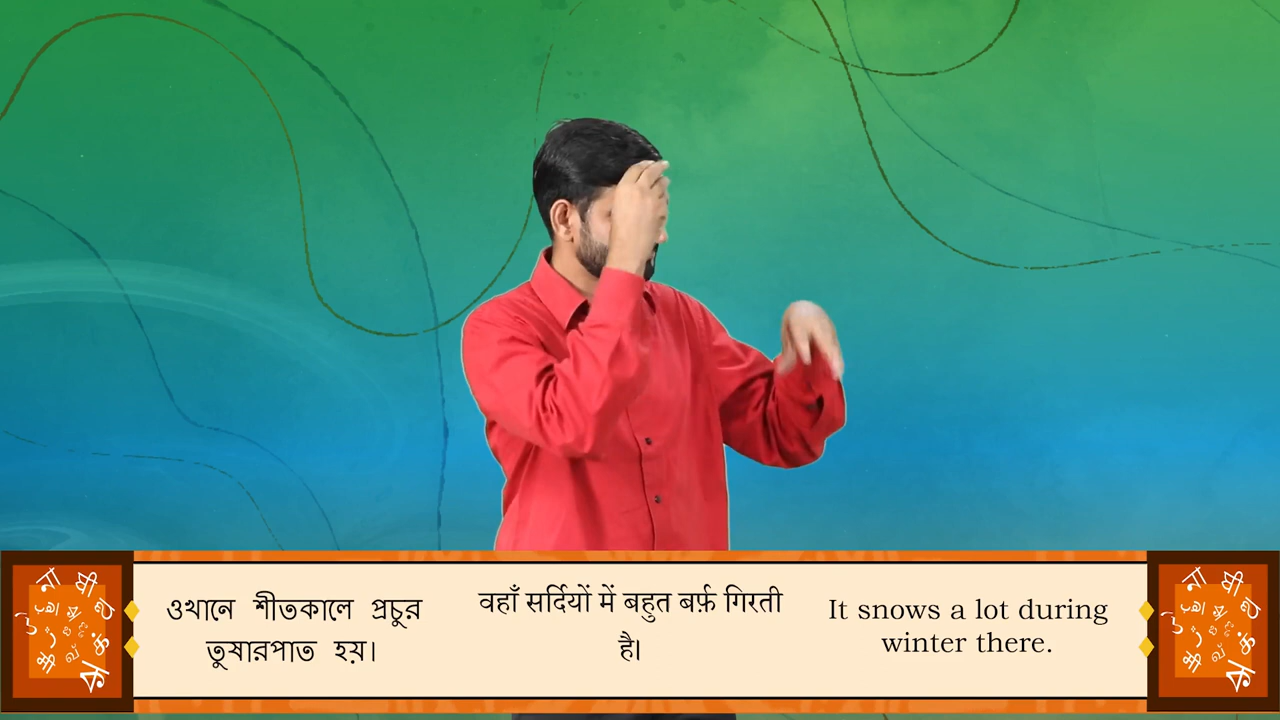 ওখানে শীতকালে প্রচুর
তুষারপাত হয়।
वहाँ सर्दियों में बहुत बर्फ़ गिरती
है।
It snows a lot during
winter there.